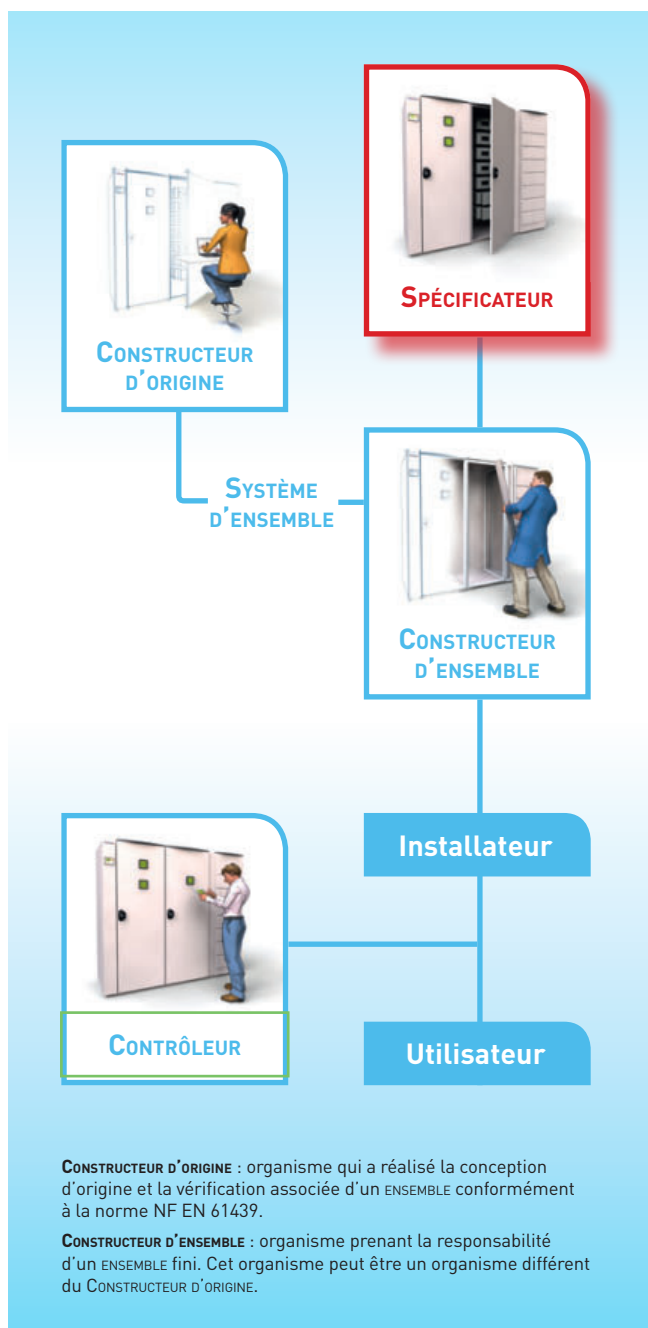 SPÉCIFICATEUR
CONSTRUCTEUR
D'ORIGINE
SYSTÈME
D'ENSEMBLE
CONSTRUCTEUR
D'ENSEMBLE
Installateur
CONTRÔLEUR
Utilisateur
CONSTRUCTEUR D'ORIGINE : organisme qui a réalisé la conception
d'origine et la vérification associée d'un ENSEMBLE conformément
à la norme NF EN 61439.
CONSTRUCTEUR D'ENSEMBLE : organisme prenant la responsabilité
d'un ENSEMBLE fini. Cet organisme peut être un organisme différent
du CONSTRUCTEUR D'ORIGINE.